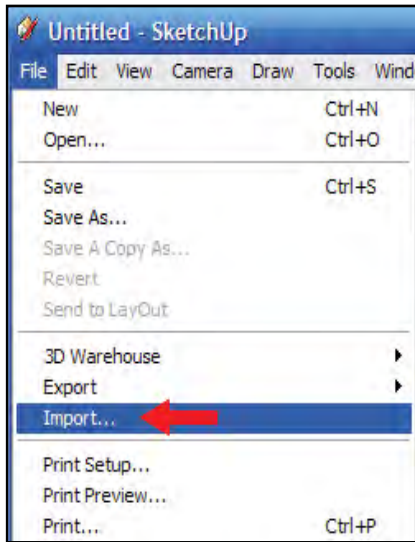 Untitled - SketchUp
File Edit View Camera Draw Tools Wind
New Ctrl+N
Open... Ctrl+O
Save Ctrl+S
Save As...
Save A Copy As...
Revert
Send to LayOut
3D Warehouse
Export
Import...
Print Setup...
Print Preview...
Print... Ctrl+P